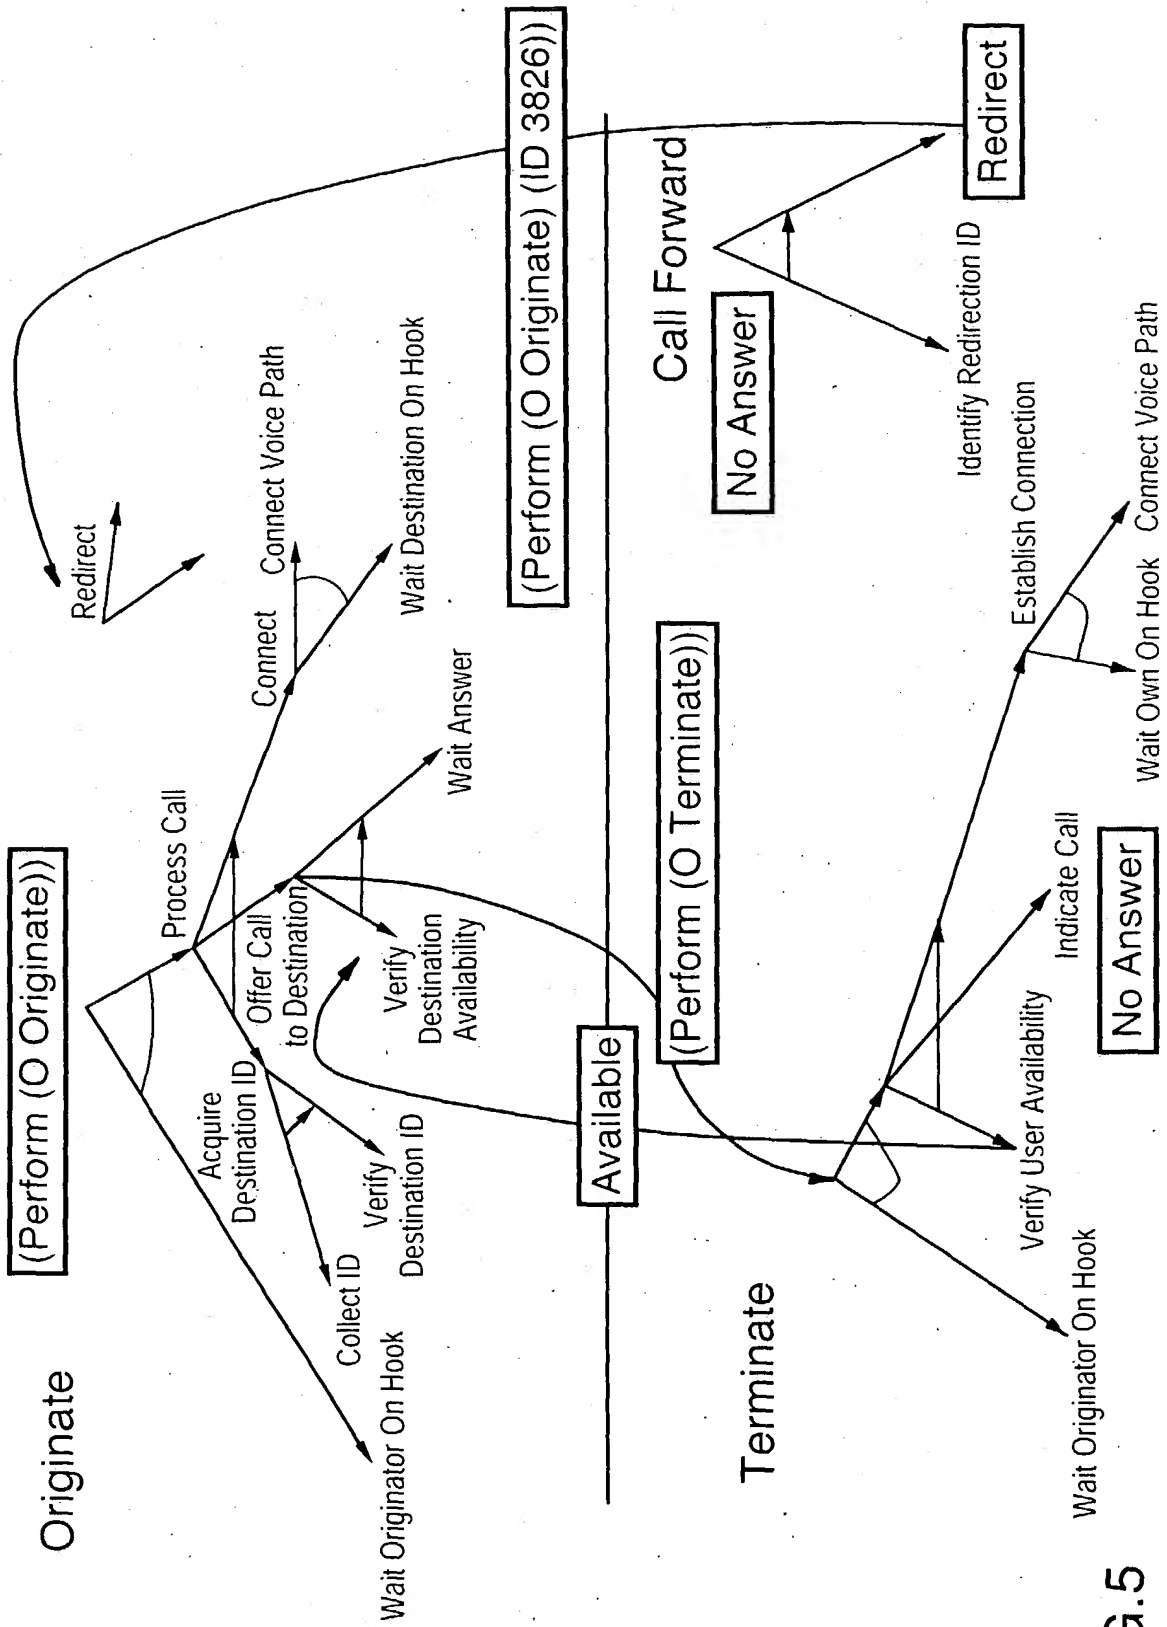 Originate
(Perform (O Originate))
Process Call
Redirect
Acquire
Destination ID
Offer Call
to Destination
Connect
Connect Voice Path
Collect ID
Verify
Destination ID
Verify
Destination
Availability
Wait Answer
Wait Destination On Hook
Wait Originator On Hook
(Perform (O Originate) (ID 3826))
Available
(Perform (O Terminate))
Call Forward
No Answer
Terminate
Identify Redirection ID
Redirect
Establish Connection
Verify User Availability
Indicate Call
Wait Originator On Hook
No Answer
Wait Own On Hook
Connect Voice Path
G.5